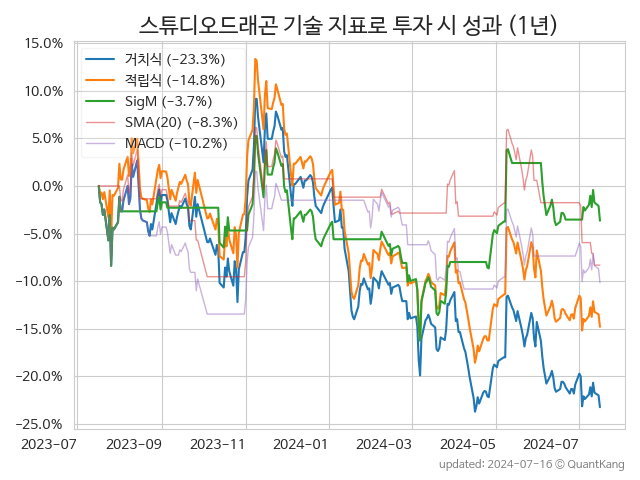 스튜디오드래곤 기술 지표로 투자 시 성과 (1년)
15.0%
10.0%
5.0%
0.0%
−5.0%
−10.0%
−15.0%
−20.0%
−25.0%
거치식 (−23.3%)
적립식 (−14.8%)
SigM (−3.7%)
SMA(20) (−8.3%)
MACD (−10.2%)
2023−07 2023−09 2023−11 2024−01 2024−03 2024−05 2024−07
updated: 2024−07−16 © QuantKang